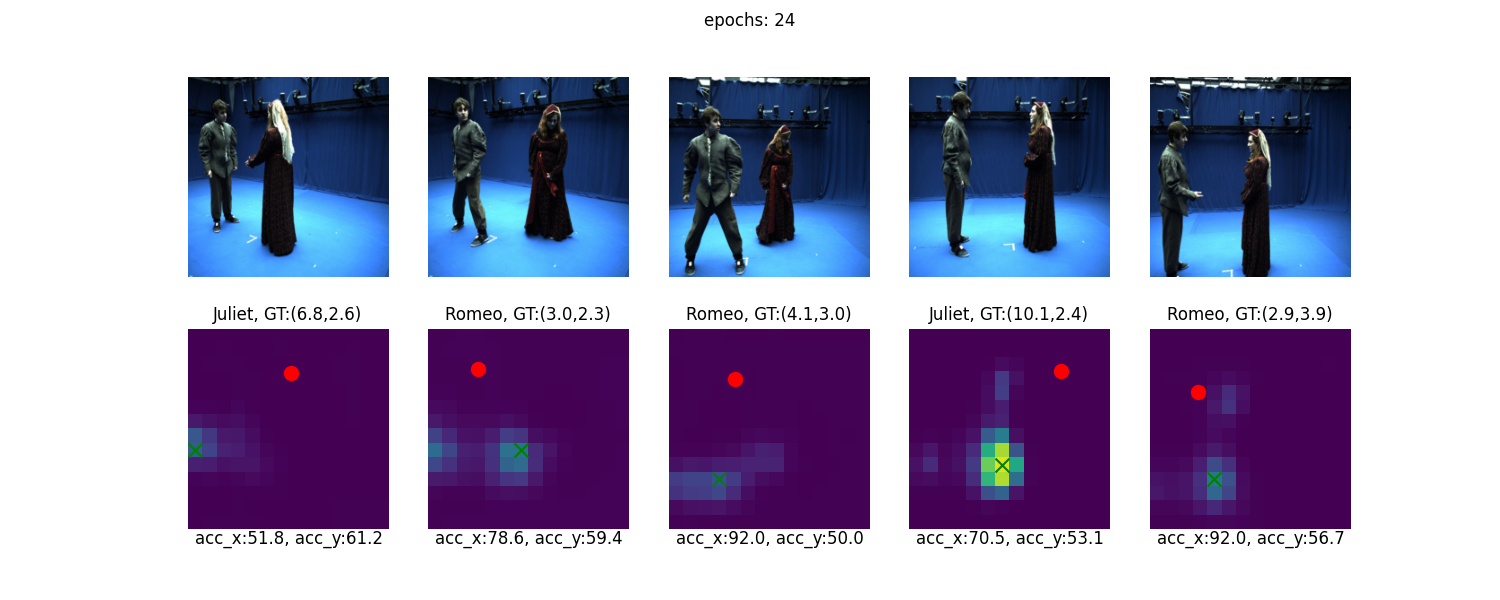 epochs: 24
Juliet, GT:(6.8,2.6)
Romeo, GT:(3.0,2.3)
Romeo, GT:(4.1,3.0)
Juliet, GT:(10.1,2.4)
Romeo, GT:(2.9,3.9)
acc_x:51.8, acc_y:61.2
acc_x:78.6, acc_y:59.4
acc_x:92.0, acc_y:50.0
acc_x:70.5, acc_y:53.1
acc_x:92.0, acc_y:56.7